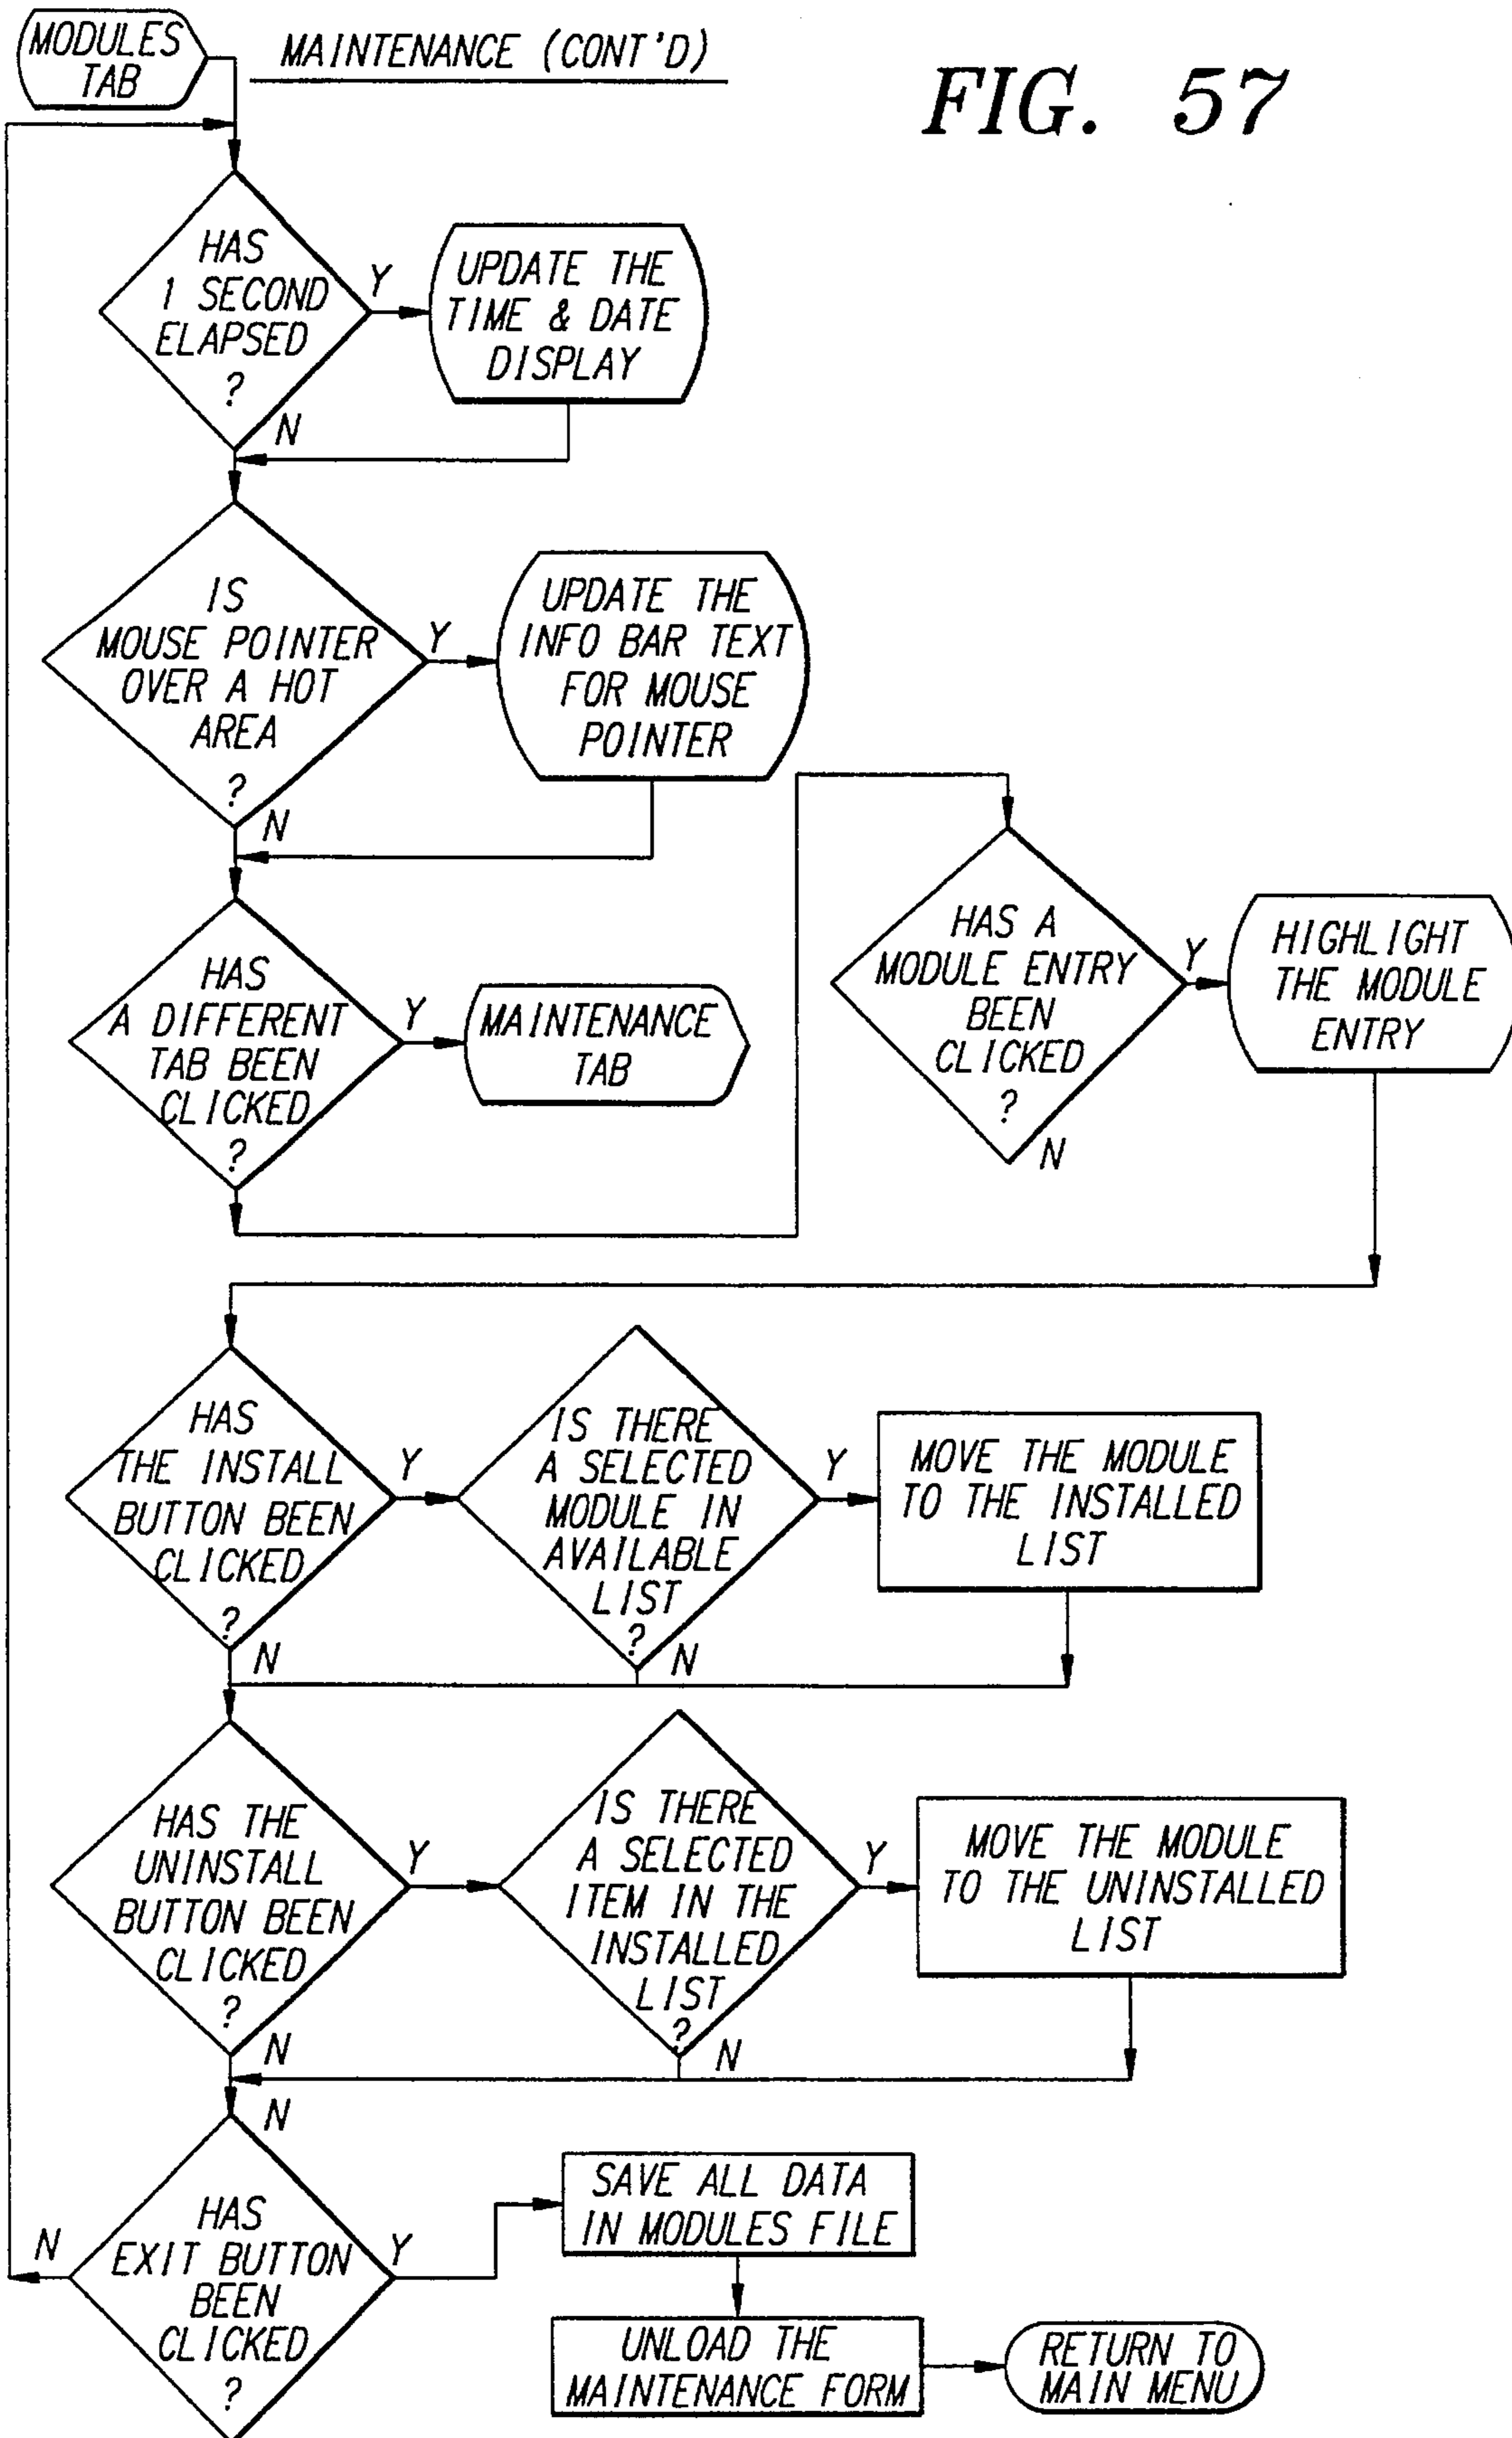 MODULES
TAB
MAINTENANCE (CONT'D)
FIG. 57
HAS
1 SECOND
ELAPSED
?
Y
N
UPDATE THE
TIME & DATE
DISPLAY
IS
MOUSE POINTER
OVER A HOT
AREA
?
Y
N
UPDATE THE
INFO BAR TEXT
FOR MOUSE
POINTER
HAS
A DIFFERENT
TAB BEEN
CLICKED
?
Y
MAINTENANCE
TAB
HAS A
MODULE ENTRY
BEEN
CLICKED
?
Y
N
HIGHLIGHT
THE MODULE
ENTRY
HAS
THE INSTALL
BUTTON BEEN
CLICKED
?
Y
N
IS THERE
A SELECTED
MODULE IN
AVAILABLE
LIST
?
Y
N
MOVE THE MODULE
TO THE INSTALLED
LIST
HAS THE
UNINSTALL
BUTTON BEEN
CLICKED
?
Y
N
IS THERE
A SELECTED
ITEM IN THE
INSTALLED
LIST
?
Y
N
MOVE THE MODULE
TO THE UNINSTALLED
LIST
N
HAS
EXIT BUTTON
BEEN
CLICKED
?
N
Y
SAVE ALL DATA
IN MODULES FILE
UNLOAD THE
MAINTENANCE FORM
RETURN TO
MAIN MENU